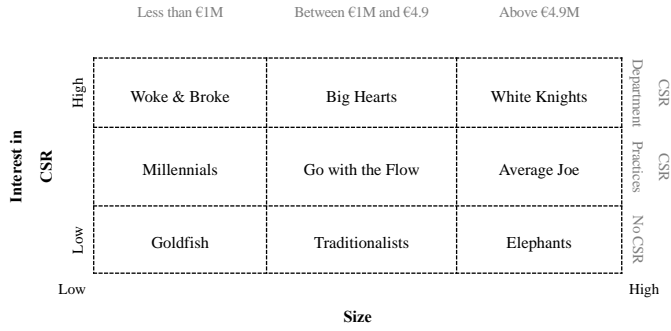 Less than €1M
Between €1M and €4.9
Above €4.9M
High
Woke & Broke
Big Hearts
White Knights
CSR
Department
Interest in
CSR
Millennials
Go with the Flow
Average Joe
CSR
Practices
Low
Goldfish
Traditionalists
Elephants
No CSR
Low
High
Size